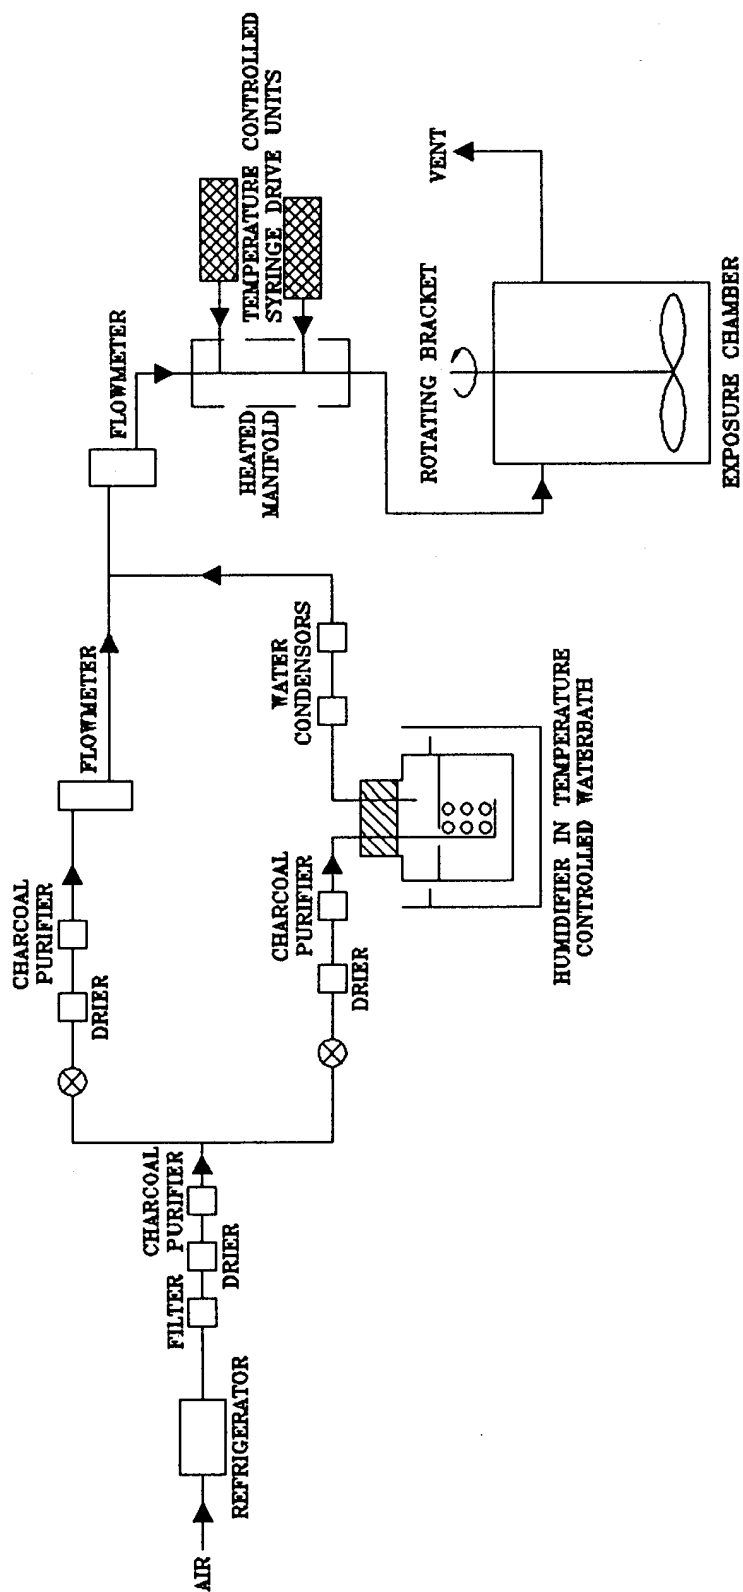 AIR
REFRIGERATOR
FILTER
DRIER
CHARCOAL
PURIFIER
DRIER
CHARCOAL
PURIFIER
FLOWMETER
DRIER
CHARCOAL
PURIFIER
HUMIDIFIER IN TEMPERATURE
CONTROLLED WATERBATH
WATER
CONDENSORS
FLOWMETER
HEATED
MANIFOLD
TEMPERATURE CONTROLLED
SYRINGE DRIVE UNITS
ROTATING BRACKET
VENT
EXPOSURE CHAMBER